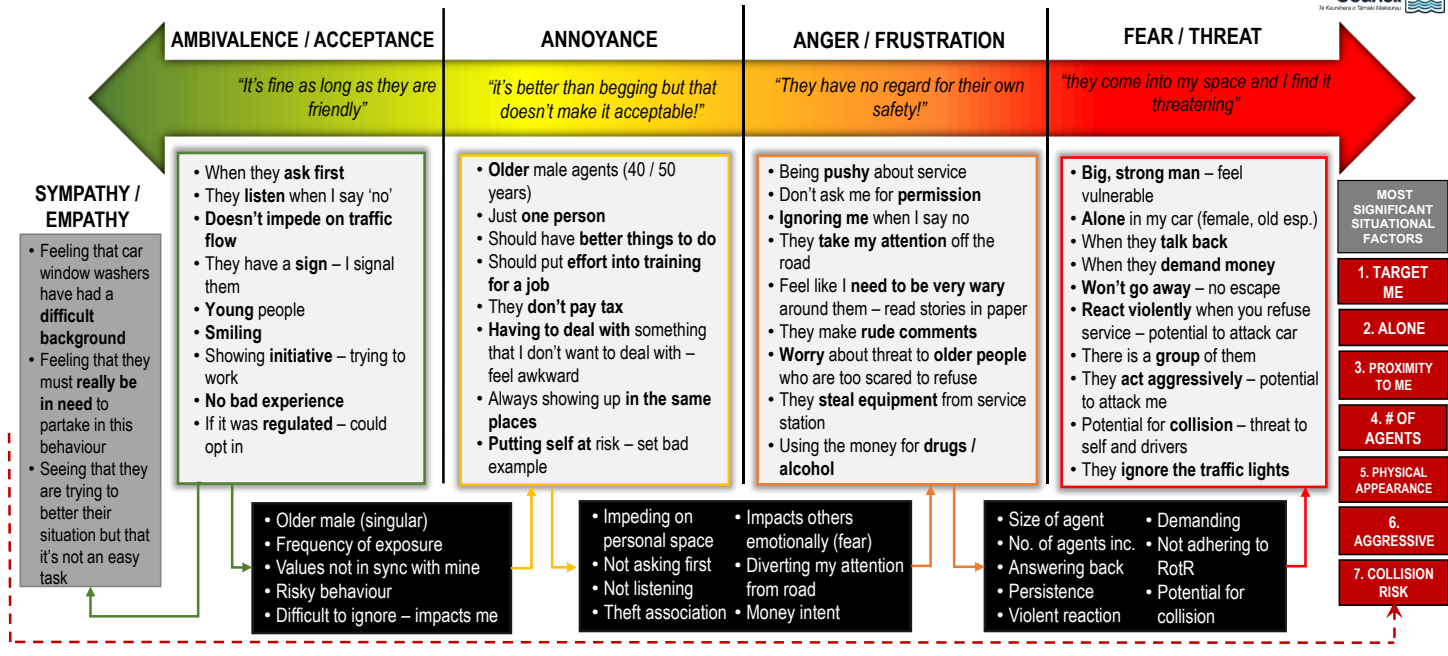 Council
Te Kaunihera o Tāmaki Makaurau
AMBIVALENCE / ACCEPTANCE
ANNOYANCE
ANGER / FRUSTRATION
FEAR / THREAT
"It's fine as long as they are
friendly"
"it's better than begging but that
doesn't make it acceptable!"
"They have no regard for their own
safety!"
"they come into my space and I find it
threatening"
SYMPATHY /
EMPATHY
• Feeling that car
window washers
have had a
difficult
background
• Feeling that they
must really be
in need to
partake in this
behaviour
• Seeing that they
are trying to
better their
situation but that
it's not an easy
task
• When they ask first
• They listen when I say 'no'
• Doesn't impede on traffic
flow
• They have a sign – I signal
them
• Young people
• Smiling
• Showing initiative – trying to
work
• No bad experience
• If it was regulated – could
opt in
• Older male agents (40 / 50
years)
• Just one person
• Should have better things to do
• Should put effort into training
for a job
• They don't pay tax
• Having to deal with something
that I don't want to deal with –
feel awkward
• Always showing up in the same
places
• Putting self at risk – set bad
example
• Being pushy about service
• Don't ask me for permission
• Ignoring me when I say no
• They take my attention off the
road
• Feel like I need to be very wary
around them – read stories in paper
• They make rude comments
• Worry about threat to older people
who are too scared to refuse
• They steal equipment from service
station
• Using the money for drugs /
alcohol
• Big, strong man – feel
vulnerable
• Alone in my car (female, old esp.)
• When they talk back
• When they demand money
• Won't go away – no escape
• React violently when you refuse
service – potential to attack car
• There is a group of them
• They act aggressively – potential
to attack me
• Potential for collision – threat to
self and drivers
• They ignore the traffic lights
MOST
SIGNIFICANT
SITUATIONAL
FACTORS
1. TARGET
ME
2. ALONE
3. PROXIMITY
TO ME
4. # OF
AGENTS
5. PHYSICAL
APPEARANCE
6.
AGGRESSIVE
7. COLLISION
RISK
• Older male (singular)
• Frequency of exposure
• Values not in sync with mine
• Risky behaviour
• Difficult to ignore – impacts me
• Impeding on
personal space
• Not asking first
• Not listening
• Theft association
• Impacts others
emotionally (fear)
• Diverting my attention
from road
• Money intent
• Size of agent
• No. of agents inc.
• Answering back
• Persistence
• Violent reaction
• Demanding
• Not adhering to
RotR
• Potential for
collision